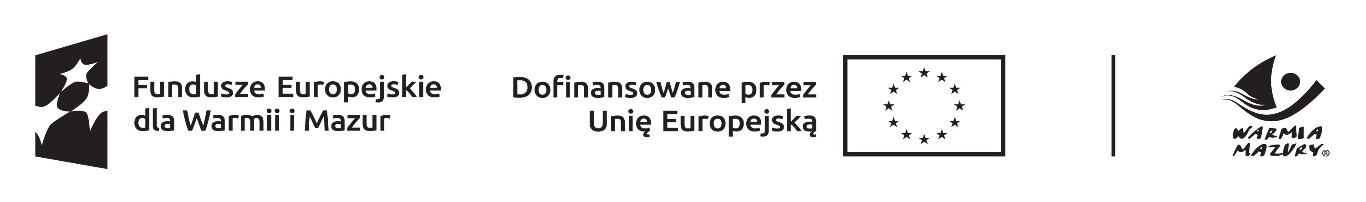 Fundusze Europejskie
dla Warmii i Mazur
Dofinansowane przez
Unię Europejską
WARMIA
MAZURY®